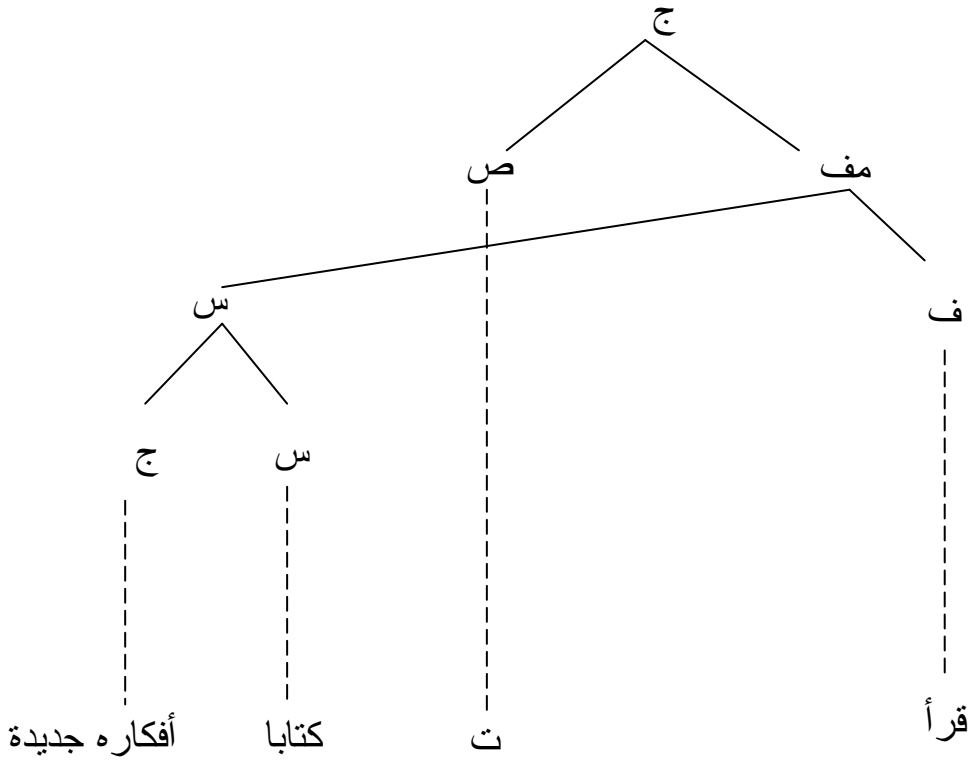 ج
مف ص
س
ف
س ج
قرأ ت كتابا أفكاره جديدة